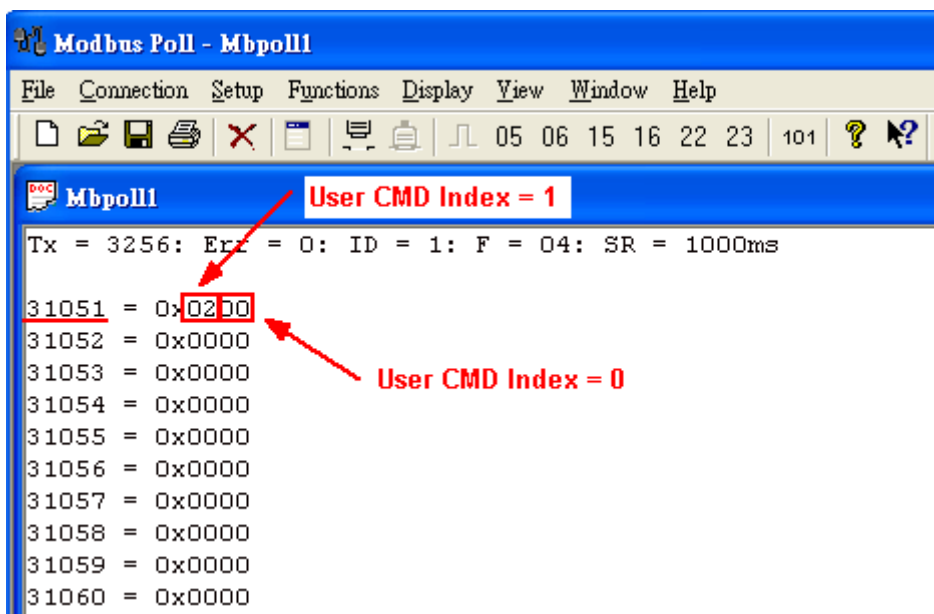 Modbus Poll - Mbpoll1
File Connection Setup Functions Display View Window Help
05 06 15 16 22 23 101
DOC
Mbpoll1
User CMD Index = 1
Tx = 3256: Err = 0: ID = 1: F = 04: SR = 1000ms
31051 = 0x0200
31052 = 0x0000
31053 = 0x0000
User CMD Index = 0
31054 = 0x0000
31055 = 0x0000
31056 = 0x0000
31057 = 0x0000
31058 = 0x0000
31059 = 0x0000
31060 = 0x0000